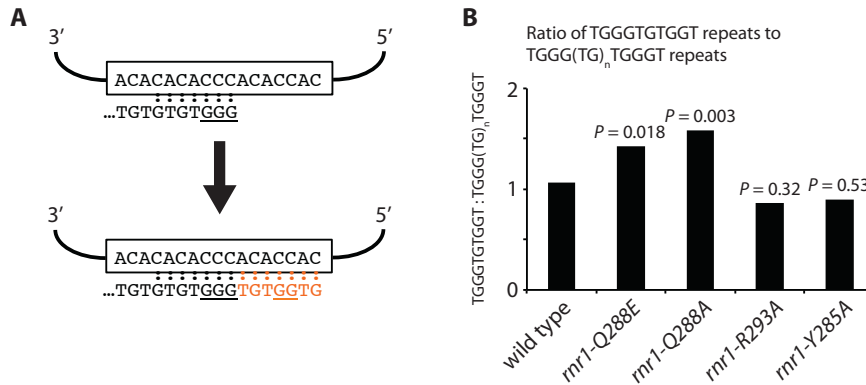 A
3′ 5′
ACACACACCCACACCAC
...TGTGTGTGGG
3′ 5′
ACACACACCCACACCAC
...TGTGTGTGGGTGTGGTG
B
Ratio of TGGGTGTGGT repeats to
TGGG(TG)n TGGGT repeats
TGGGTGTGGT : TGGG(TG)n TGGGT
2
1
0
P = 0.018
P = 0.003
P = 0.32
P = 0.53
wild type
rnr1-Q288E
rnr1-Q288A
rnr1-R293A
rnr1-Y285A